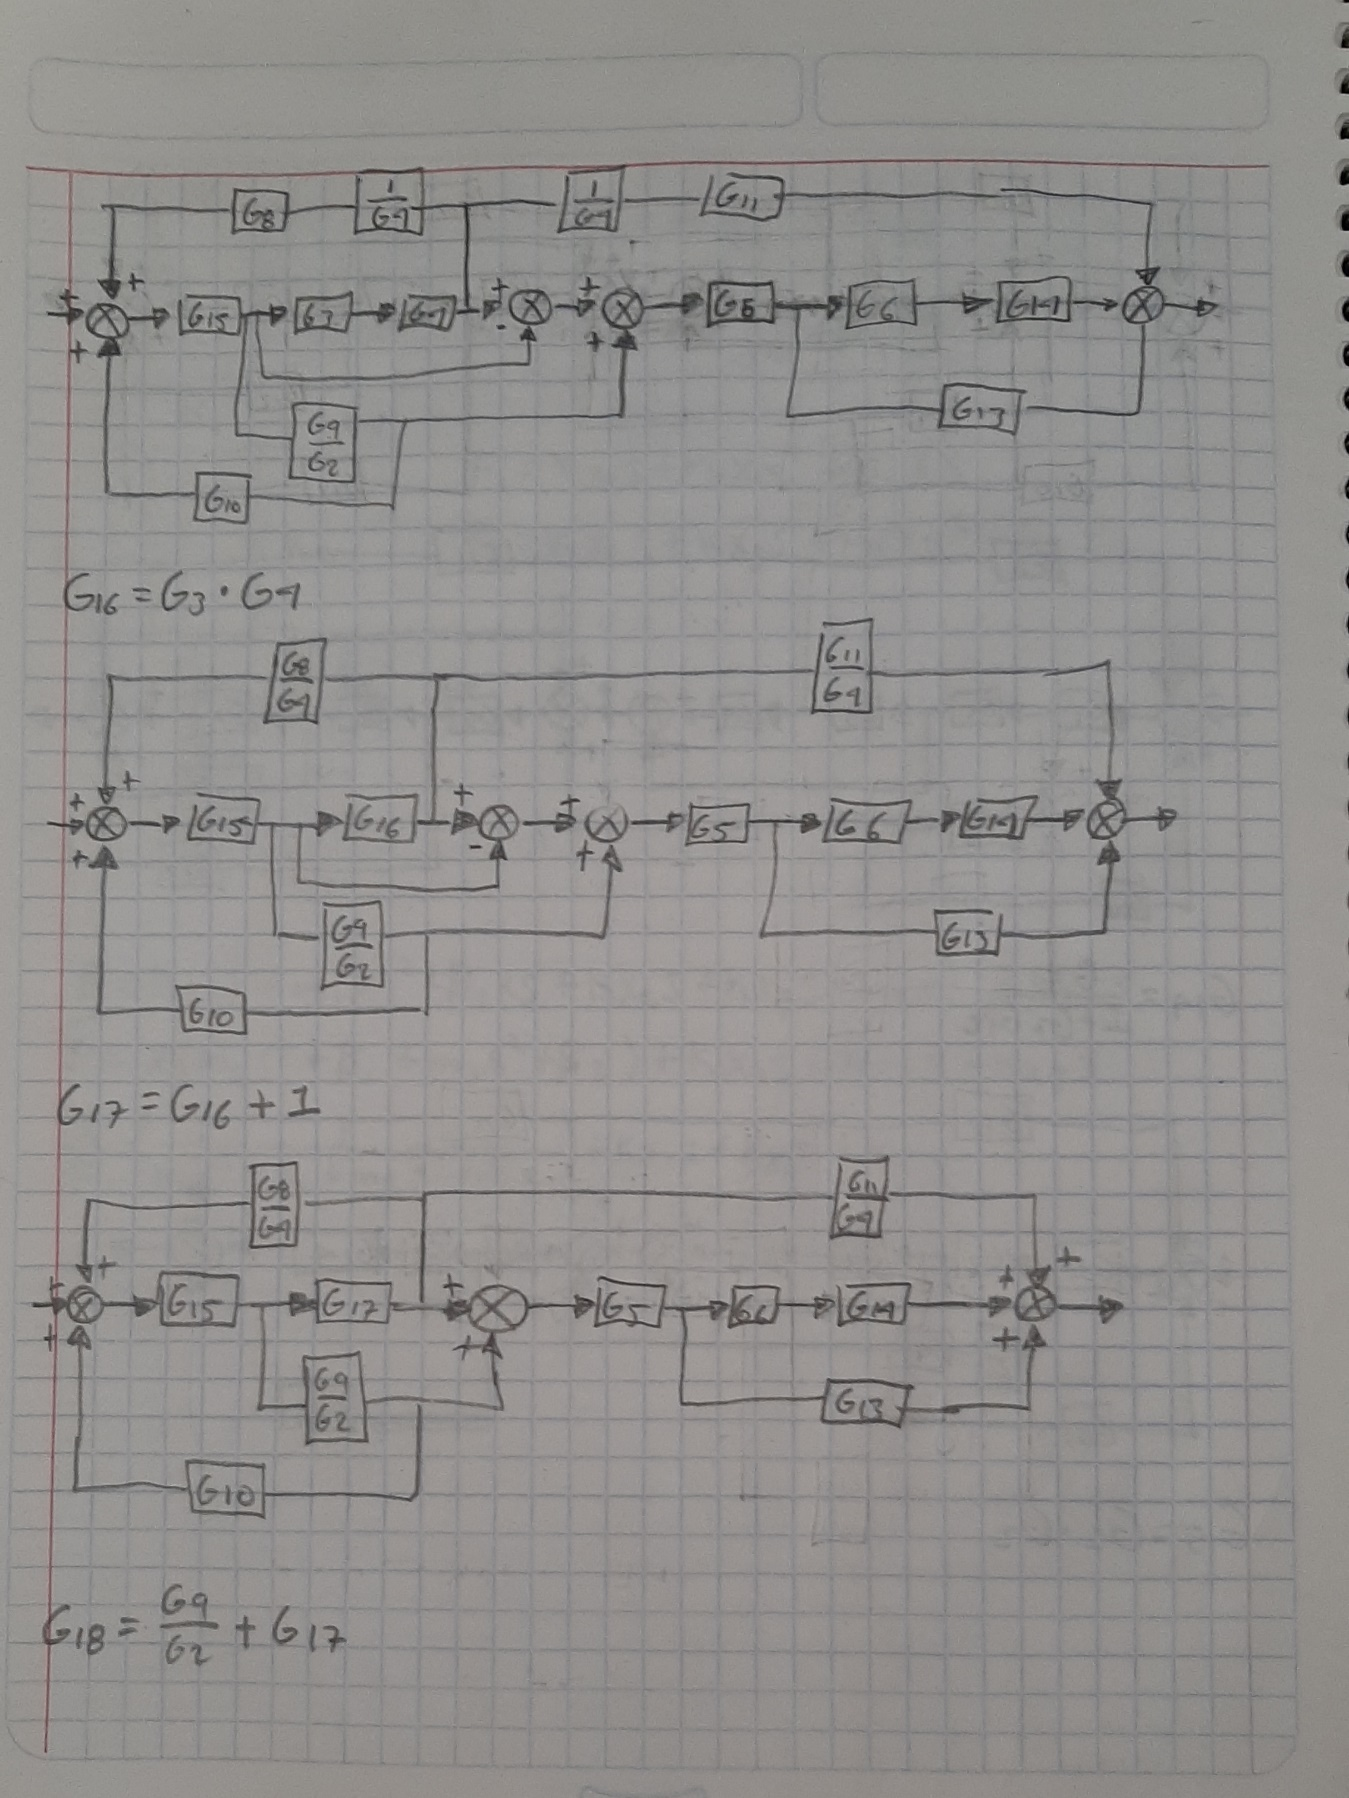 G8 1/G4 1/G4 G11
+ +
+ - + +
G15 G3 G4 G5 G6 G14
+ - +
G9/G2 G13
G10
G16 = G3 · G4
G8/G4 G11/G4
+ + + +
G15 G16 G5 G6 G14
+ - +
G9/G2 G13
G10
G17 = G16 + 1
G8/G4 G11/G4
+ + + + +
G15 G17 G5 G6 G14
+ + +
G9/G2 G13
G10
G18 = G9/G2 + G17